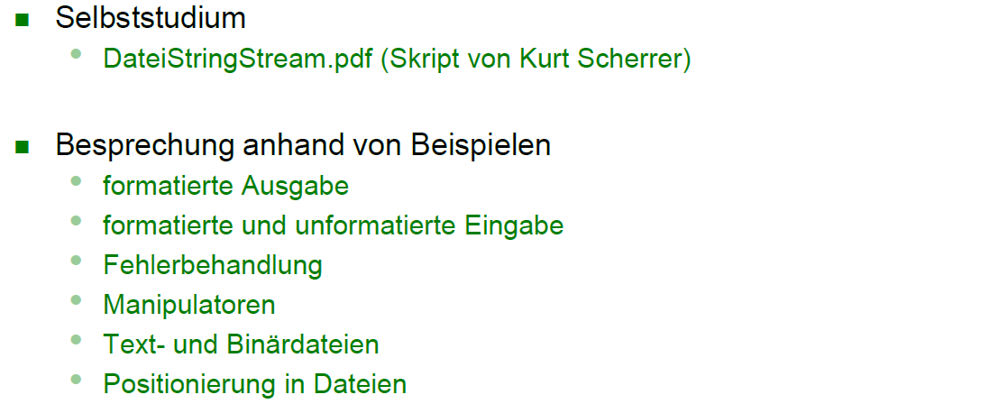 Selbststudium
DateiStringStream.pdf (Skript von Kurt Scherrer)
Besprechung anhand von Beispielen
formatierte Ausgabe
formatierte und unformatierte Eingabe
Fehlerbehandlung
Manipulatoren
Text- und Binärdateien
Positionierung in Dateien